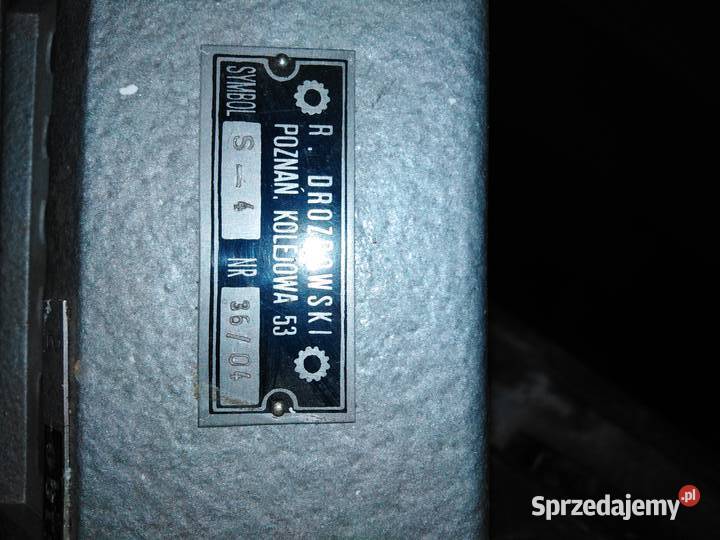 R. DROZDOWSKI
POZNAŃ, KOLEJOWA 53
SYMBOL S-4 NR 36/04
Sprzedajemy.pl